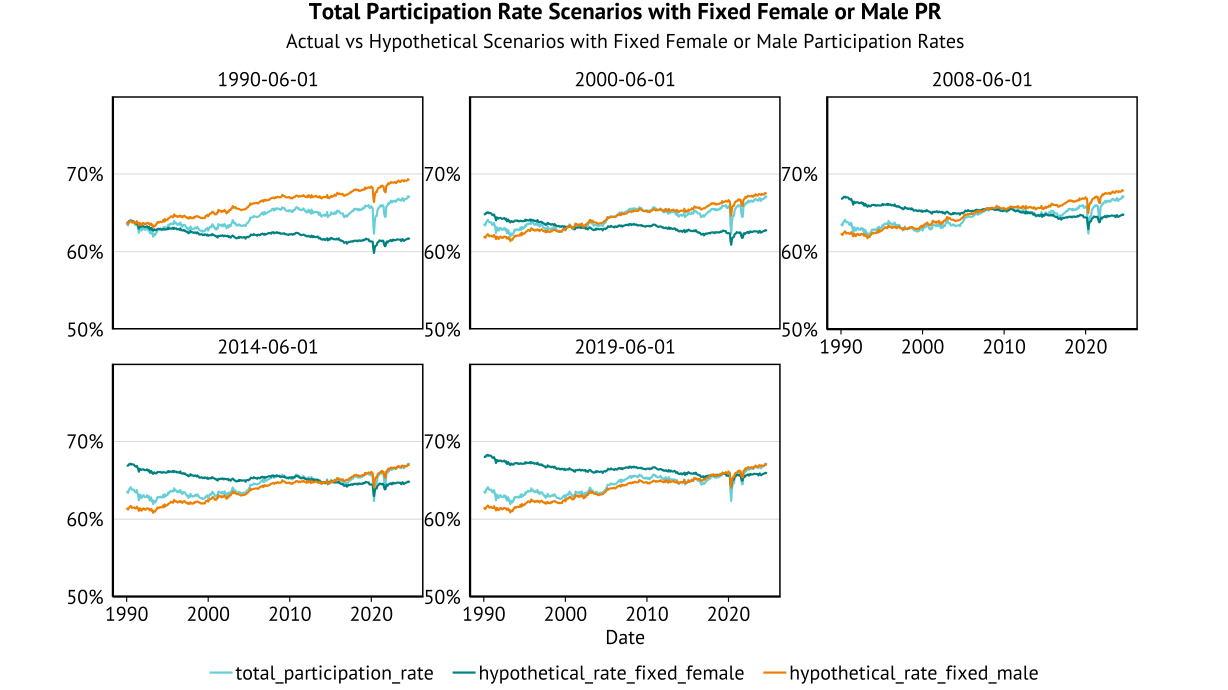 Total Participation Rate Scenarios with Fixed Female or Male PR
Actual vs Hypothetical Scenarios with Fixed Female or Male Participation Rates
1990-06-01
2000-06-01
2008-06-01
70%
60%
50%
70%
60%
50%
70%
60%
50%
1990 2000 2010 2020
2014-06-01
2019-06-01
70%
60%
50%
70%
60%
50%
1990 2000 2010 2020
1990 2000 2010 2020
Date
total_participation_rate hypothetical_rate_fixed_female hypothetical_rate_fixed_male